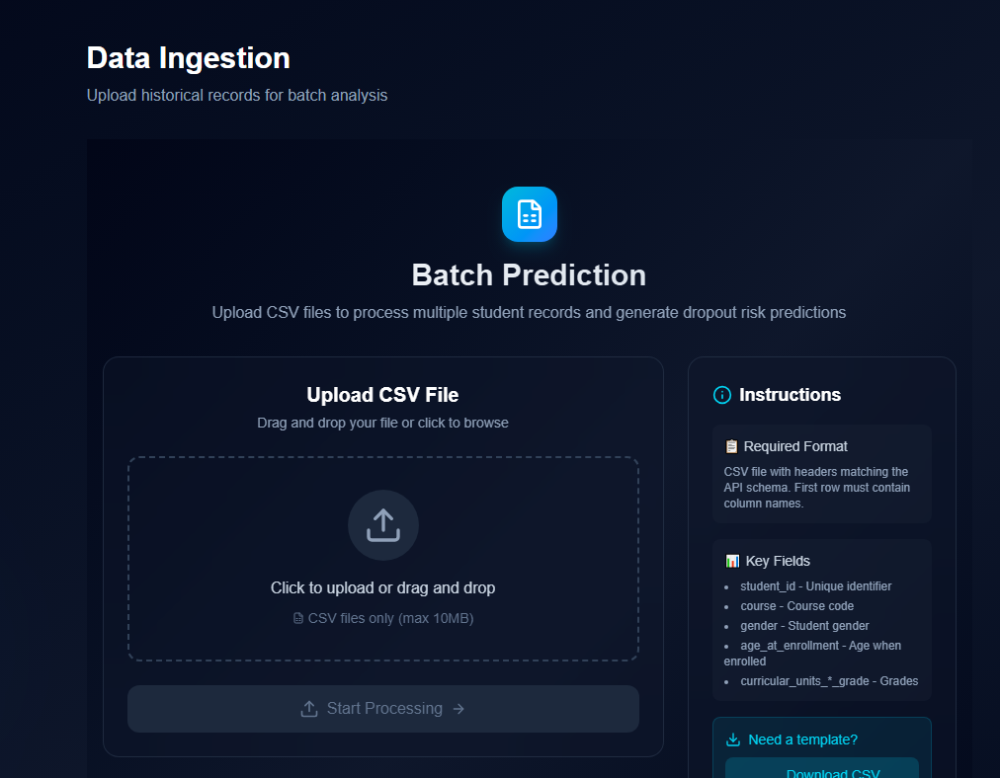 Data Ingestion
Upload historical records for batch analysis
Batch Prediction
Upload CSV files to process multiple student records and generate dropout risk predictions
Upload CSV File
Drag and drop your file or click to browse
Click to upload or drag and drop
CSV files only (max 10MB)
Start Processing →
Instructions
📋 Required Format
CSV file with headers matching the
API schema. First row must contain
column names.
📊 Key Fields
• student_id - Unique identifier
• course - Course code
• gender - Student gender
• age_at_enrollment - Age when
enrolled
• curricular_units_*_grade - Grades
Need a template?
Download CSV